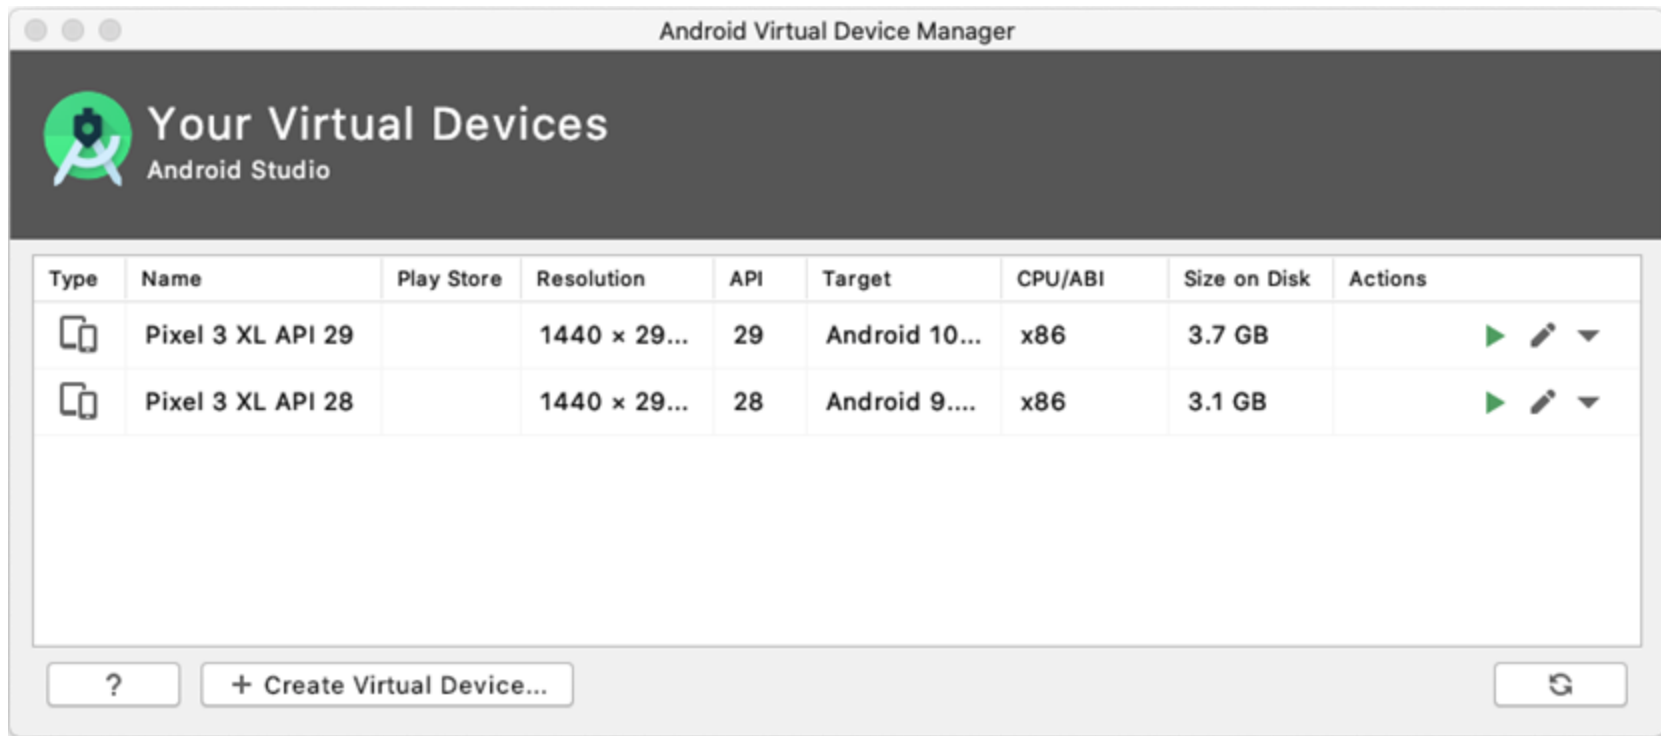 Android Virtual Device Manager
Your Virtual Devices
Android Studio
Type Name Play Store Resolution API Target CPU/ABI Size on Disk Actions
Pixel 3 XL API 29 1440 × 29... 29 Android 10... x86 3.7 GB
Pixel 3 XL API 28 1440 × 29... 28 Android 9.... x86 3.1 GB
? + Create Virtual Device...